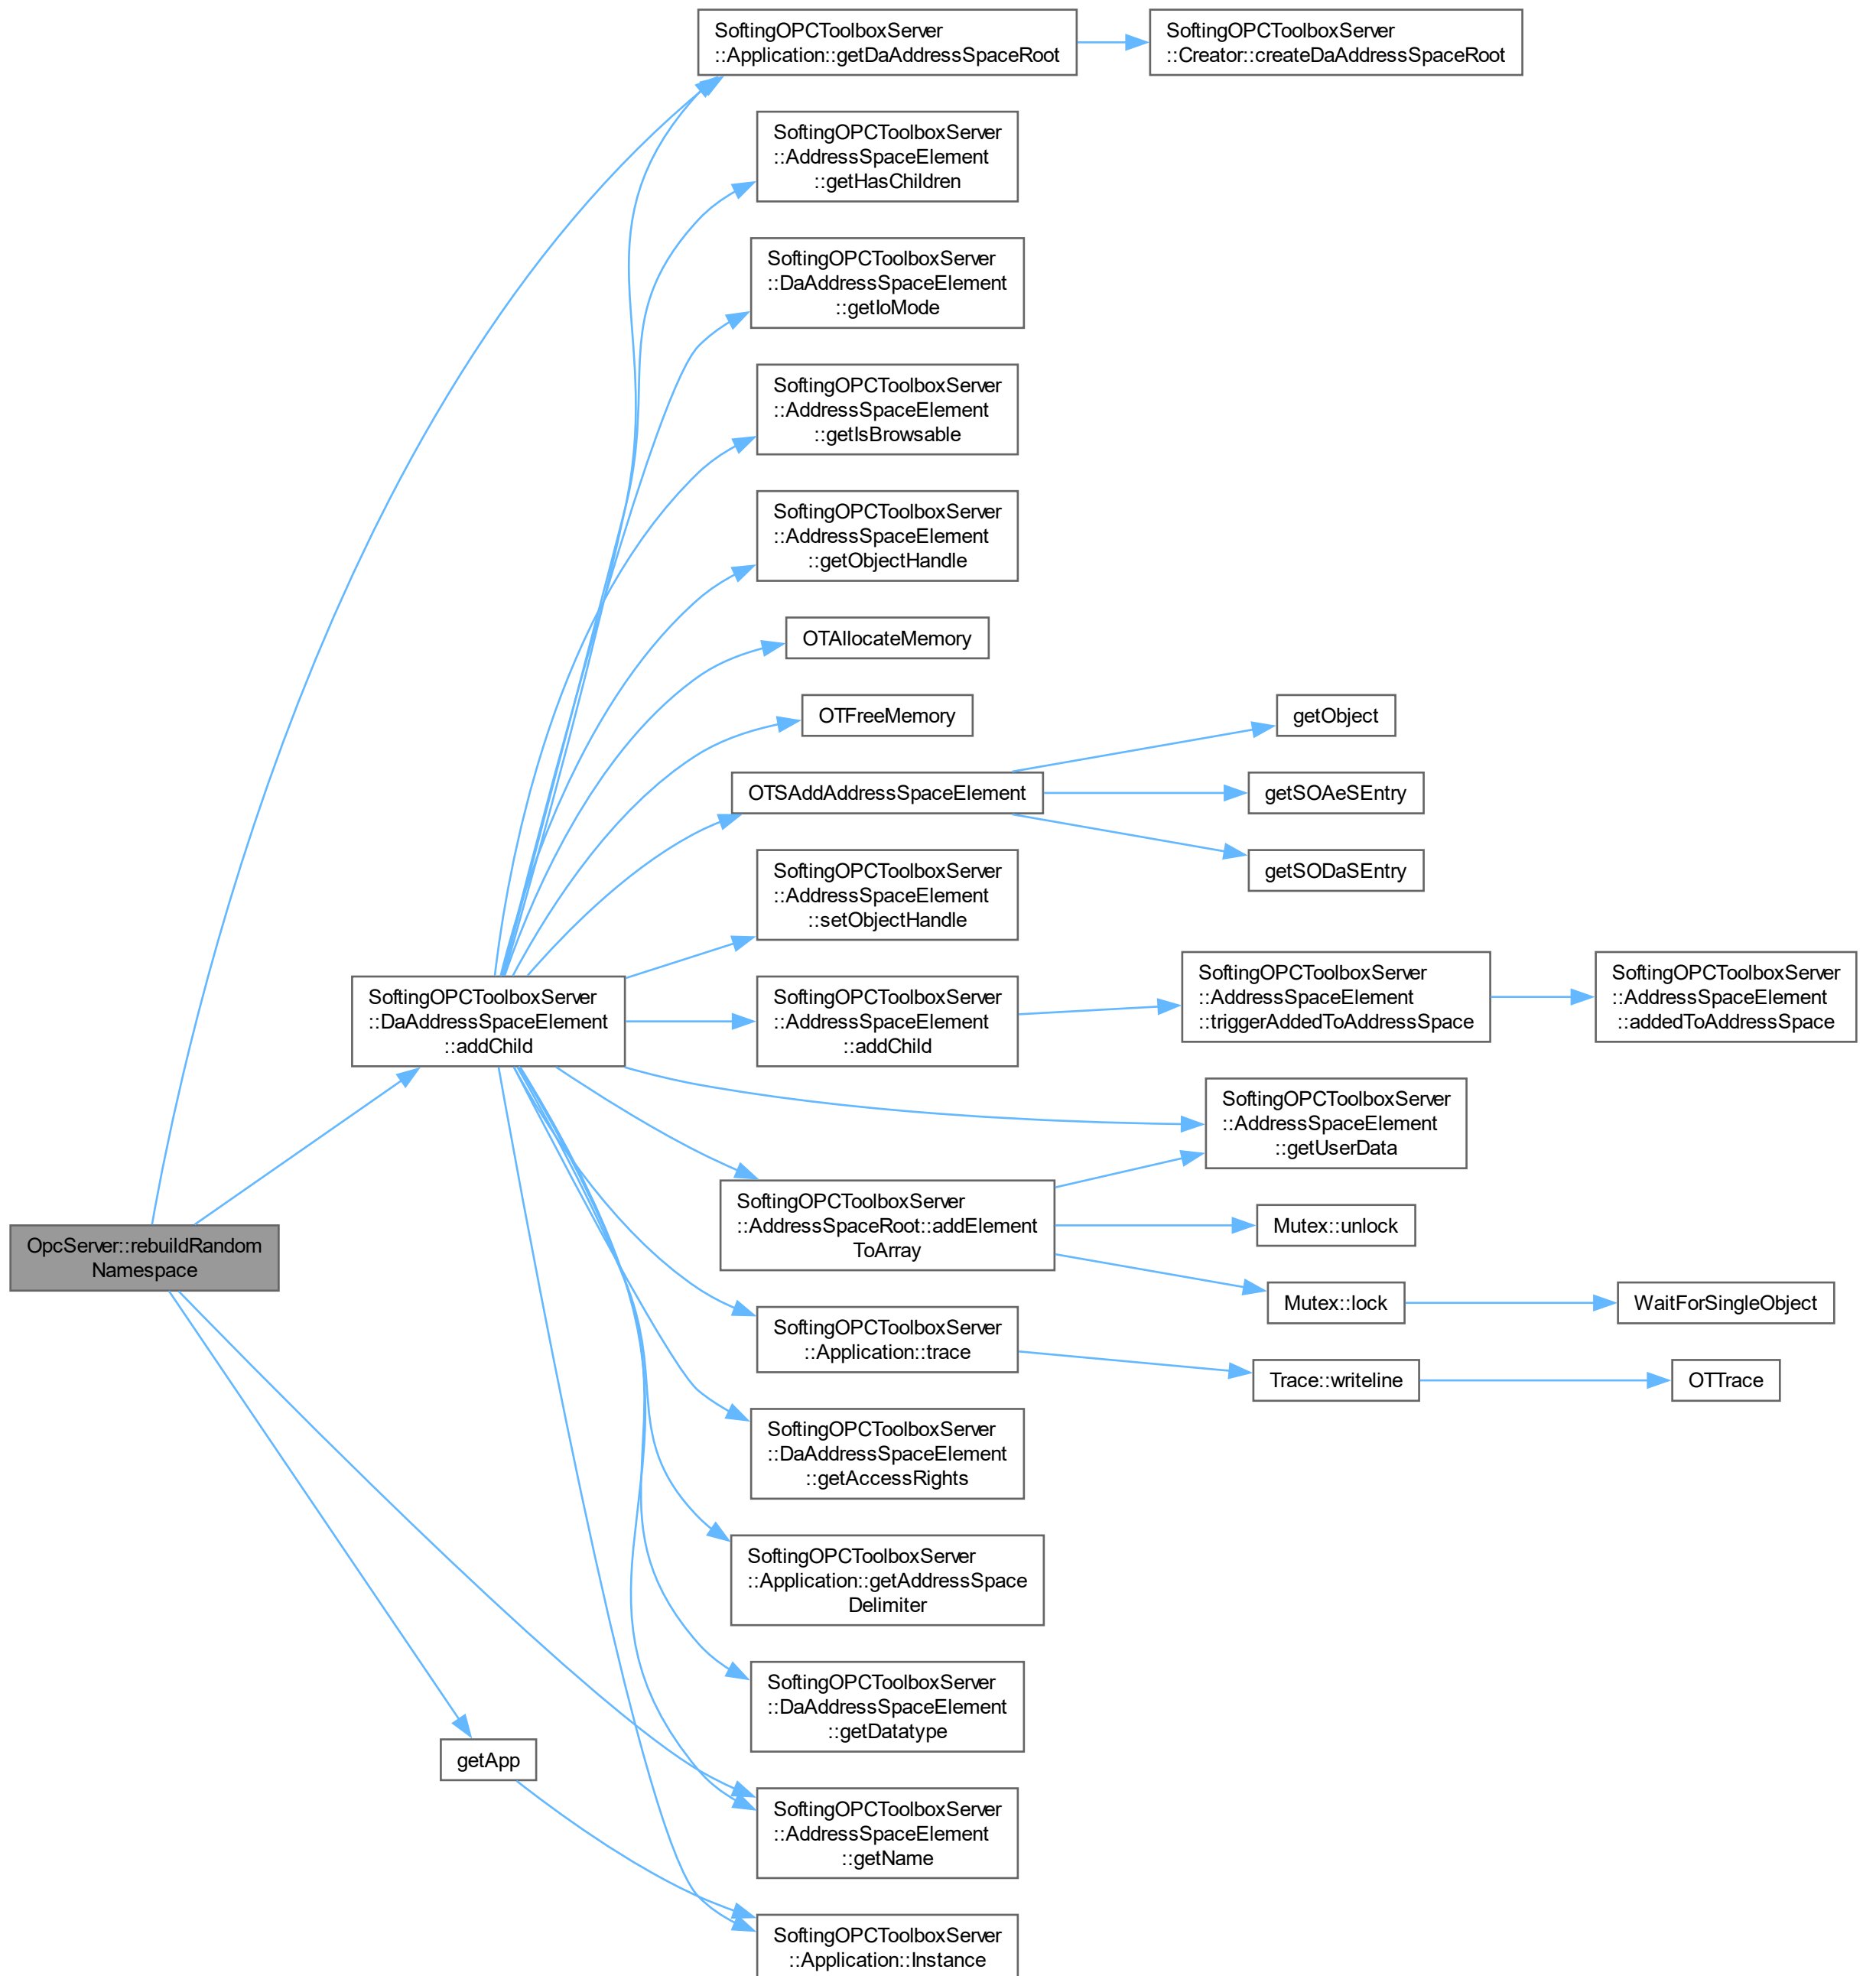 SoftingOPCToolboxServer
::Application::getDaAddressSpaceRoot
SoftingOPCToolboxServer
::Creator::createDaAddressSpaceRoot
SoftingOPCToolboxServer
::AddressSpaceElement
::getHasChildren
SoftingOPCToolboxServer
::DaAddressSpaceElement
::getIoMode
SoftingOPCToolboxServer
::AddressSpaceElement
::getIsBrowsable
SoftingOPCToolboxServer
::AddressSpaceElement
::getObjectHandle
OTAllocateMemory
OTFreeMemory
getObject
OTSAddAddressSpaceElement
getSOAeSEntry
getSODaSEntry
SoftingOPCToolboxServer
::AddressSpaceElement
::setObjectHandle
SoftingOPCToolboxServer
::DaAddressSpaceElement
::addChild
SoftingOPCToolboxServer
::AddressSpaceElement
::addChild
SoftingOPCToolboxServer
::AddressSpaceElement
::triggerAddedToAddressSpace
SoftingOPCToolboxServer
::AddressSpaceElement
::addedToAddressSpace
SoftingOPCToolboxServer
::AddressSpaceElement
::getUserData
OpcServer::rebuildRandom
Namespace
SoftingOPCToolboxServer
::AddressSpaceRoot::addElement
ToArray
Mutex::unlock
Mutex::lock
WaitForSingleObject
SoftingOPCToolboxServer
::Application::trace
Trace::writeline
OTTrace
SoftingOPCToolboxServer
::DaAddressSpaceElement
::getAccessRights
SoftingOPCToolboxServer
::Application::getAddressSpace
Delimiter
SoftingOPCToolboxServer
::DaAddressSpaceElement
::getDatatype
getApp
SoftingOPCToolboxServer
::AddressSpaceElement
::getName
SoftingOPCToolboxServer
::Application::Instance